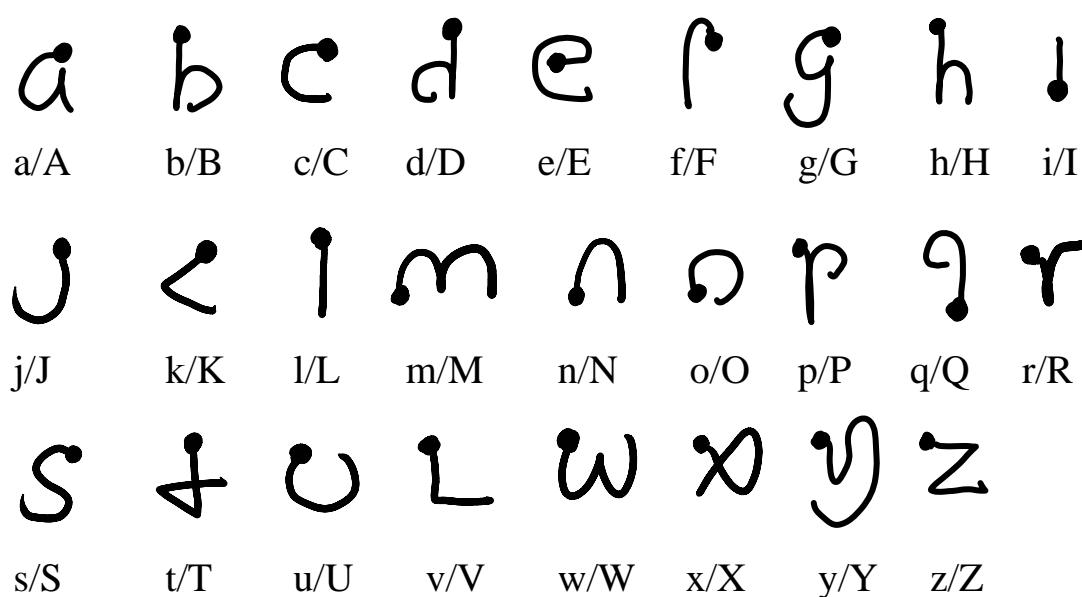 a/A b/B c/C d/D e/E f/F g/G h/H i/I
j/J k/K l/L m/M n/N o/O p/P q/Q r/R
s/S t/T u/U v/V w/W x/X y/Y z/Z